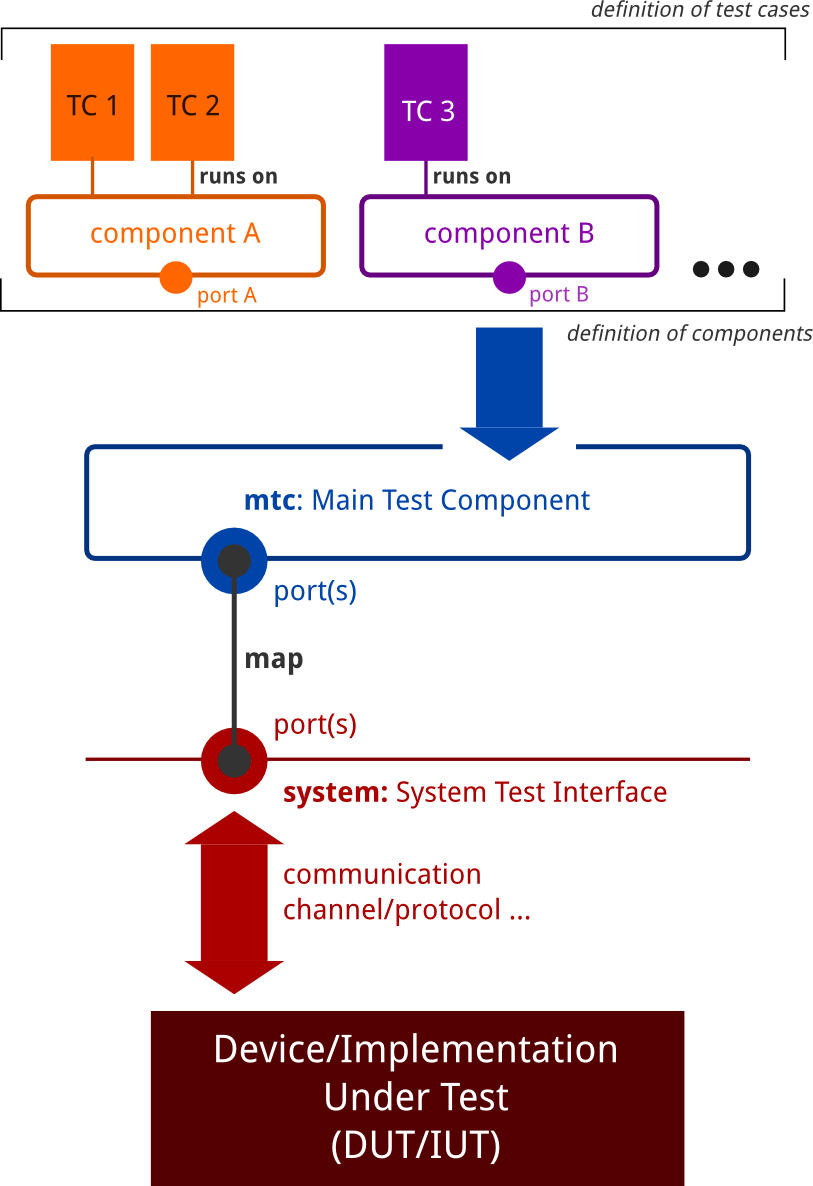 definition of test cases
TC 1
TC 2
TC 3
runs on
runs on
component A
component B
port A
port B
definition of components
mtc: Main Test Component
port(s)
map
port(s)
system: System Test Interface
communication
channel/protocol ...
Device/Implementation
Under Test
(DUT/IUT)